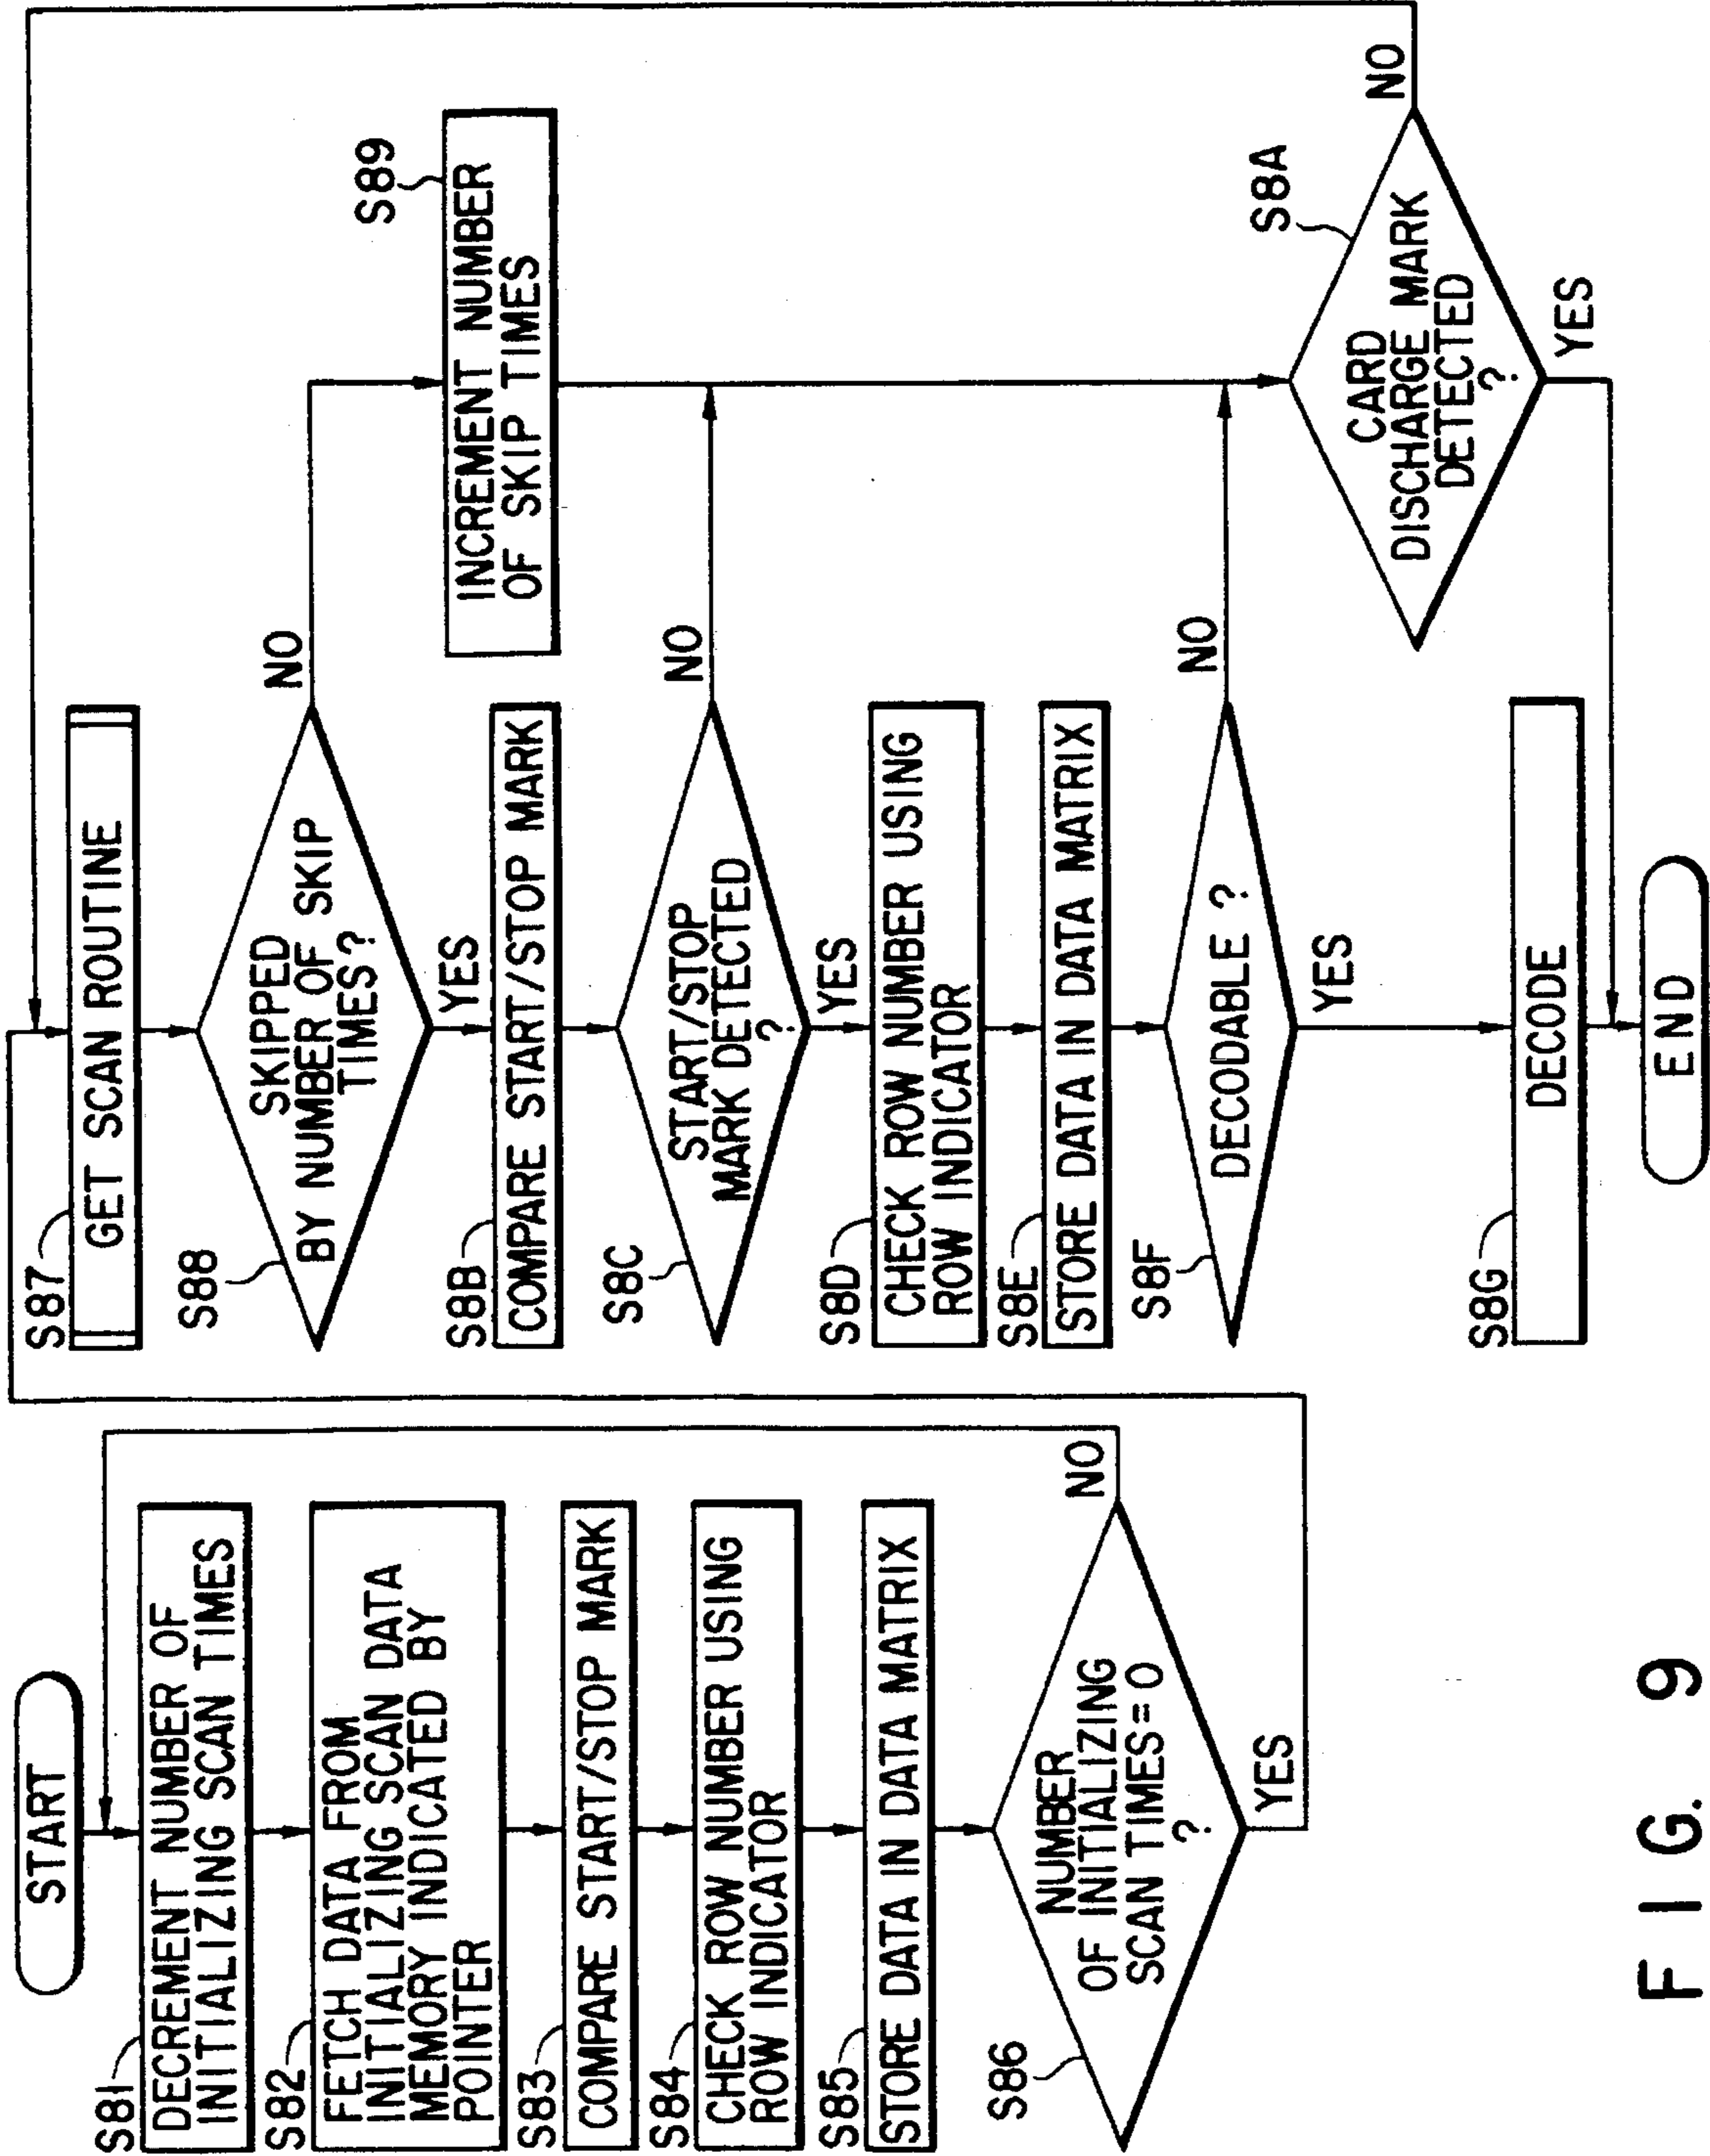 START
S81
DECREMENT NUMBER OF
INITIALIZING SCAN TIMES
S82
FETCH DATA FROM
INITIALIZING SCAN DATA
MEMORY INDICATED BY
POINTER
S83
COMPARE START/STOP MARK
S84
CHECK ROW NUMBER USING
ROW INDICATOR
S85
STORE DATA IN DATA MATRIX
S86
NUMBER
OF INITIALIZING
SCAN TIMES=0
?
NO
YES
S87
GET SCAN ROUTINE
S88
SKIPPED
BY NUMBER OF SKIP
TIMES?
NO
YES
S89
INCREMENT NUMBER
OF SKIP TIMES
S8B
COMPARE START/STOP MARK
S8C
START/STOP
MARK DETECTED
?
NO
YES
S8D
CHECK ROW NUMBER USING
ROW INDICATOR
S8E
STORE DATA IN DATA MATRIX
S8F
DECODABLE ?
NO
YES
S8A
CARD
DISCHARGE MARK
DETECTED
?
NO
YES
S8G
DECODE
END
FIG. 9